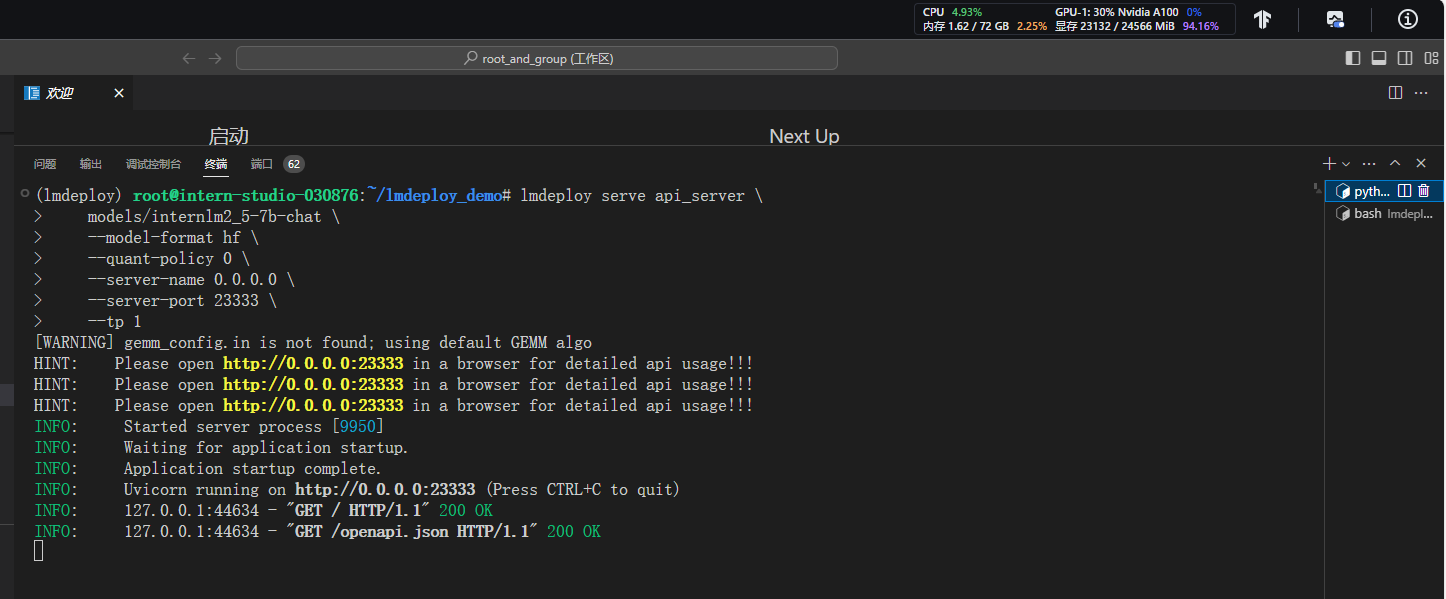 CPU 4.93% GPU-1: 30% Nvidia A100 0%
内存 1.62 / 72 GB 2.25% 显存 23132 / 24566 MiB 94.16%
root_and_group (工作区)
欢迎
启动 Next Up
问题 输出 调试控制台 终端 端口 62
(lmdeploy) root@intern-studio-030876:~/lmdeploy_demo# lmdeploy serve api_server \
> models/internlm2_5-7b-chat \
> --model-format hf \
> --quant-policy 0 \
> --server-name 0.0.0.0 \
> --server-port 23333 \
> --tp 1
[WARNING] gemm_config.in is not found; using default GEMM algo
HINT: Please open http://0.0.0.0:23333 in a browser for detailed api usage!!!
HINT: Please open http://0.0.0.0:23333 in a browser for detailed api usage!!!
HINT: Please open http://0.0.0.0:23333 in a browser for detailed api usage!!!
INFO: Started server process [9950]
INFO: Waiting for application startup.
INFO: Application startup complete.
INFO: Uvicorn running on http://0.0.0.0:23333 (Press CTRL+C to quit)
INFO: 127.0.0.1:44634 - "GET / HTTP/1.1" 200 OK
INFO: 127.0.0.1:44634 - "GET /openapi.json HTTP/1.1" 200 OK
pyth...
bash lmdepl...